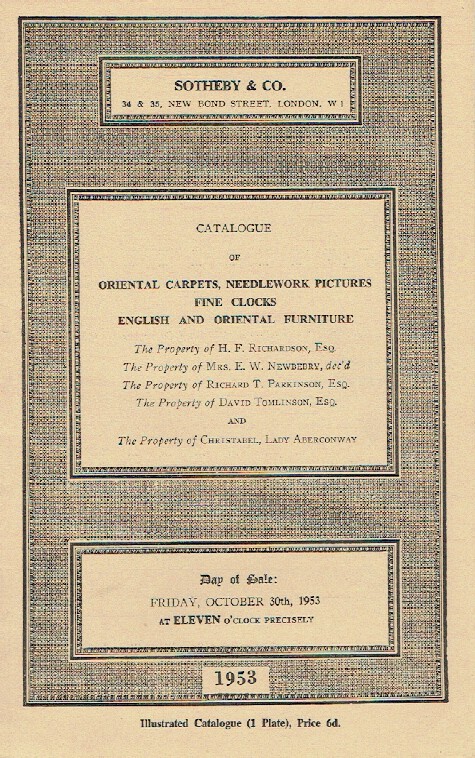 SOTHEBY & CO.
34 & 35, NEW BOND STREET, LONDON, W 1
CATALOGUE
OF
ORIENTAL CARPETS, NEEDLEWORK PICTURES
FINE CLOCKS
ENGLISH AND ORIENTAL FURNITURE
The Property of H. F. RICHARDSON, ESQ.
The Property of MRS. E. W. NEWBERRY, dec'd
The Property of RICHARD T. PARKINSON, ESQ.
The Property of DAVID TOMLINSON, ESQ.
AND
The Property of CHRISTABEL, LADY ABERCONWAY
Day of Sale:
FRIDAY, OCTOBER 30th, 1953
AT ELEVEN O'CLOCK PRECISELY
1953
Illustrated Catalogue (1 Plate), Price 6d.